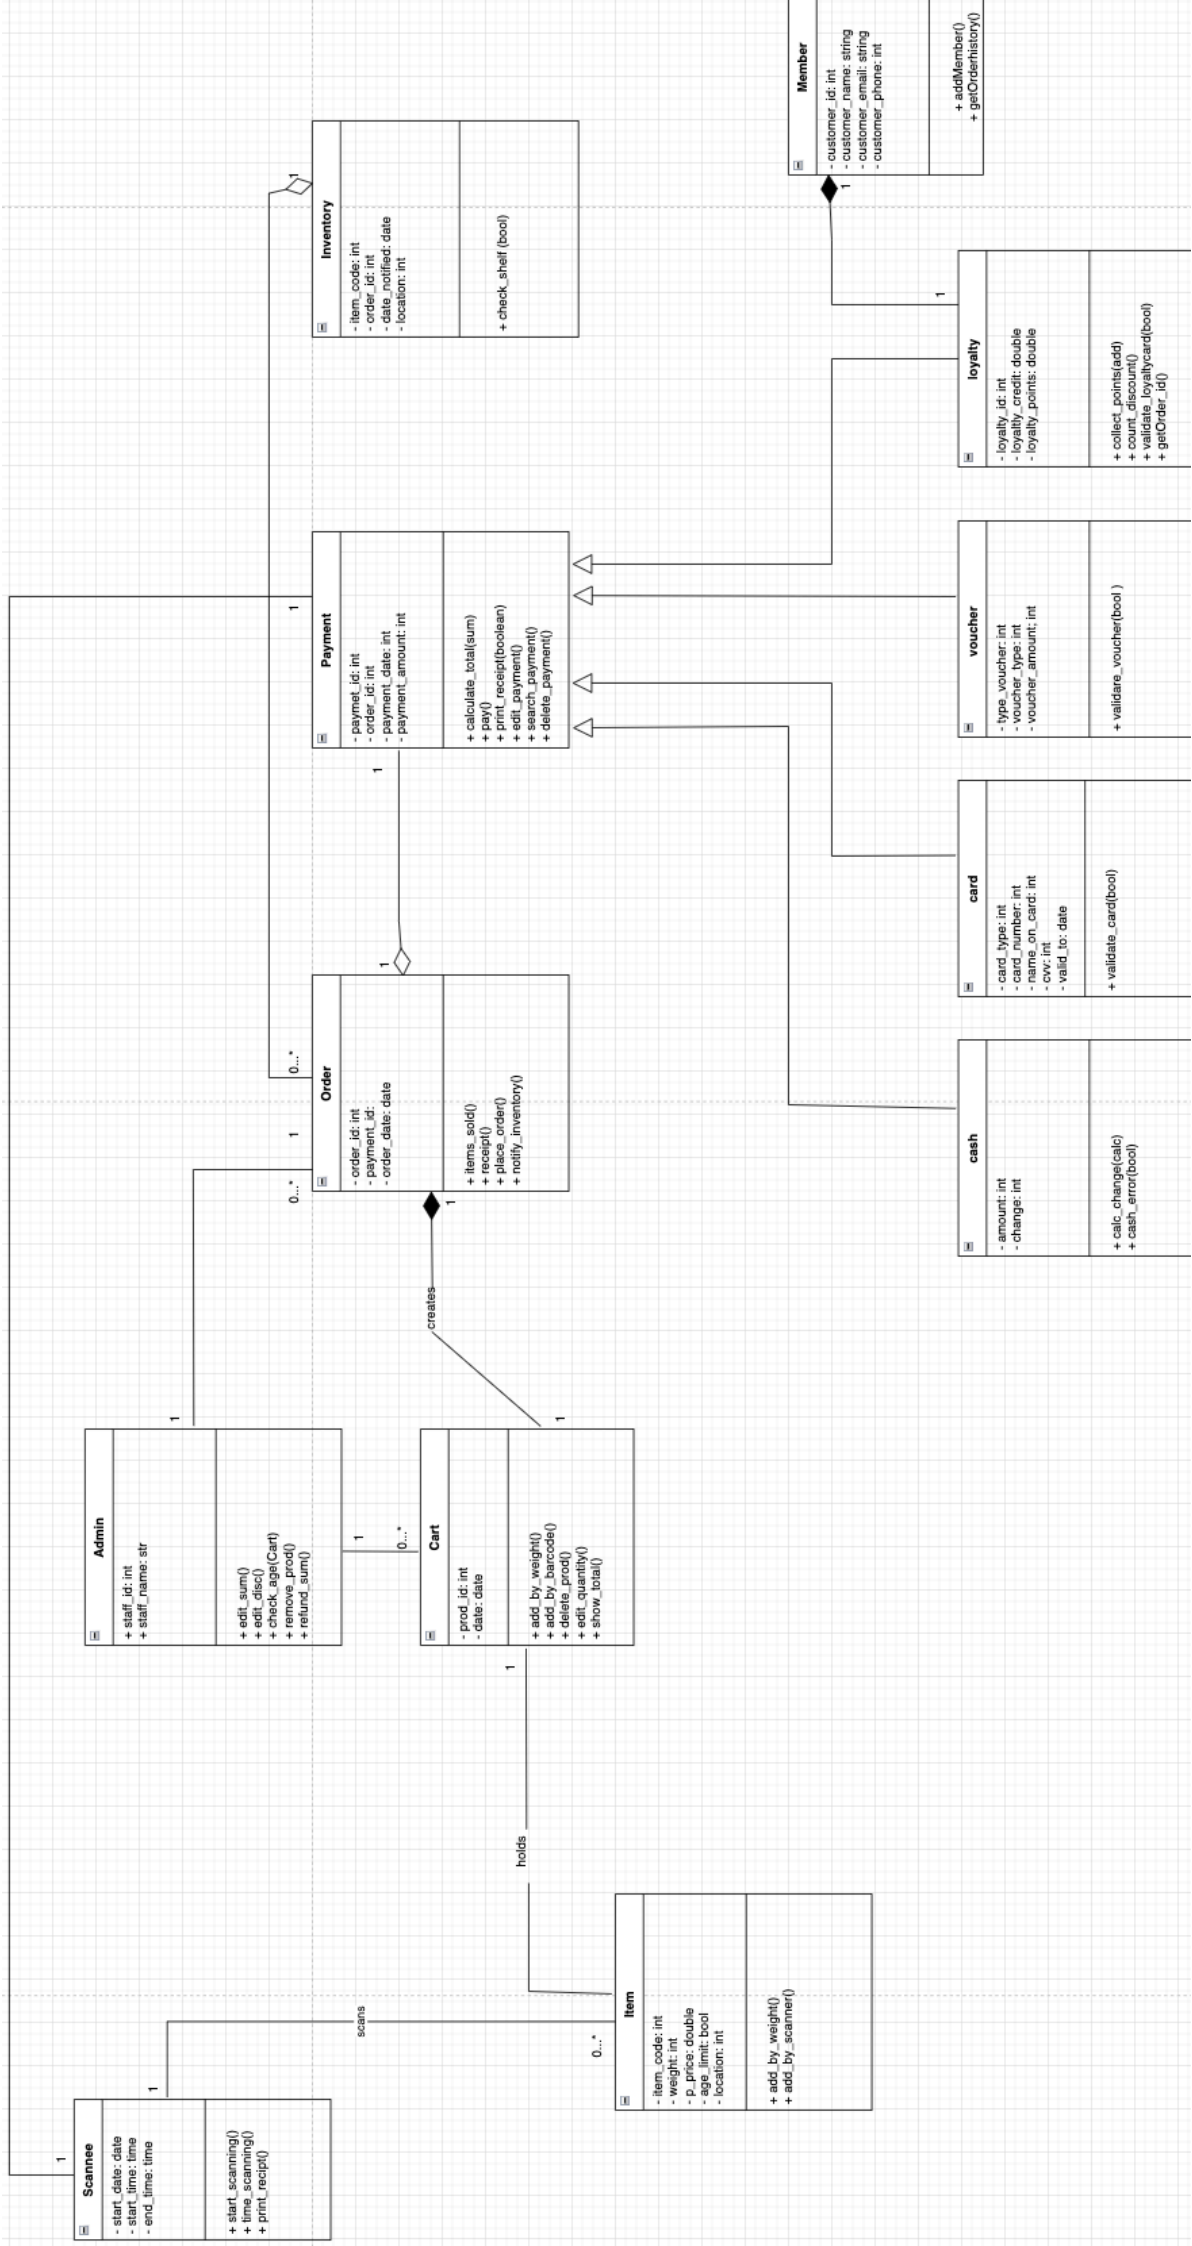 Scannee
- start_date: date
- start_time: time
- end_time: time
+ start_scanning()
+ time_scanning()
+ print_recipt()
1
1
scans
0...*
Item
- item_code: int
- weight: int
- p_price: double
- age_limit: bool
- location: int
+ add_by_weight()
+ add_by_scanner()
holds
1
Admin
+ staff_id: int
+ staff_name: str
+ edit_sum()
+ edit_disc()
+ check_age(Cart)
+ remove_prod()
+ refund_sum()
1
1
0...*
Cart
- prod_id: int
- date: date
+ add_by_weight()
+ add_by_barcode()
+ delete_prod()
+ edit_quantity()
+ show_total()
1
creates
1
0...*
1
0...*
Order
- order_id: int
- payment_id:
- order_date: date
+ items_sold()
+ receipt()
+ place_order()
+ notify_inventory()
1
1
1
Payment
- paymet_id: int
- order_id: int
- payment_date: int
- payment_amount: int
+ calculate_total(sum)
+ pay()
+ print_receipt(boolean)
+ edit_payment()
+ search_payment()
+ delete_payment()
1
Inventory
- item_code: int
- order_id: int
- date_notified: date
- location: int
+ check_shelf (bool)
cash
- amount: int
- change: int
+ calc_change(calc)
+ cash_error(bool)
card
- card_type: int
- card_number: int
- name_on_card: int
- cvv: int
- valid_to: date
+ validate_card(bool)
voucher
- type_voucher: int
- voucher_type: int
- voucher_amount; int
+ validare_voucher(bool )
loyalty
- loyalty_id: int
- loyaltly_credit: double
- loyalty_points: double
+ collect_points(add)
+ count_discount()
+ validate_loyaltycard(bool)
+ getOrder_id()
1
1
Member
- customer_id: int
- customer_name: string
- customer_email: string
- customer_phone: int
+ addMember()
+ getOrderhistory()